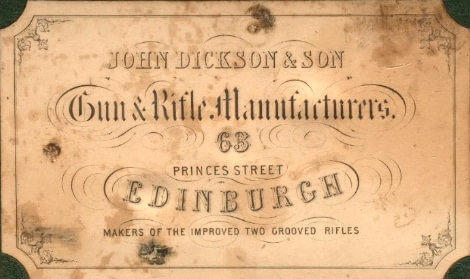 JOHN DICKSON & SON
Gun & Rifle Manufacturers.
63
PRINCES STREET
EDINBURGH
MAKERS OF THE IMPROVED TWO GROOVED RIFLES